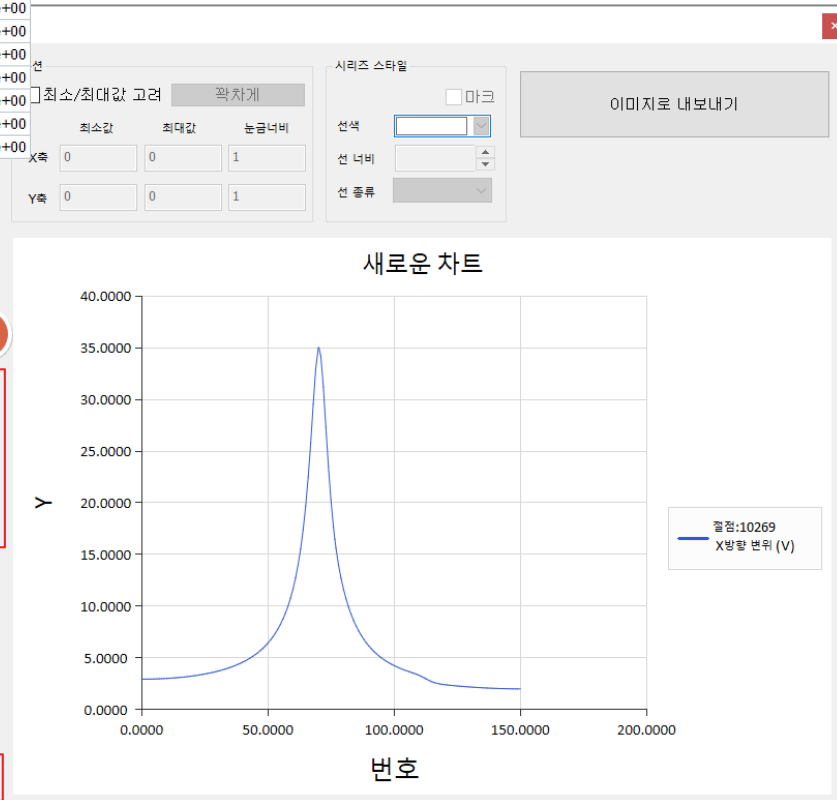 +00
+00
+00
+00
+00
+00
+00
션
최소/최대값 고려
꽉차게
최소값 최대값 눈금너비
X축 0 0 1
Y축 0 0 1
시리즈 스타일
마크
선색
선 너비
선 종류
이미지로 내보내기
새로운 차트
40.0000
35.0000
30.0000
25.0000
20.0000
15.0000
10.0000
5.0000
0.0000
Y
0.0000 50.0000 100.0000 150.0000 200.0000
번호
절점:10269
X방향 변위 (V)